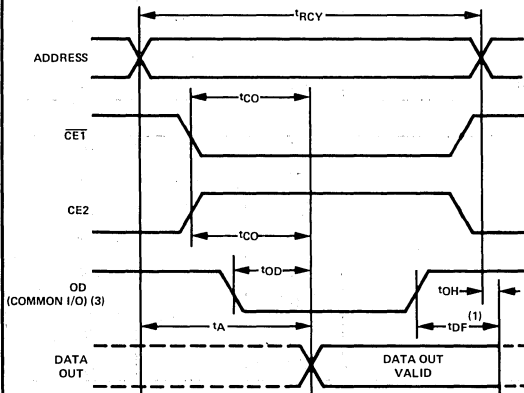 tRCY
ADDRESS
tCO
CE1
CE2
tCO
tOD
OD
(COMMON I/O) (3)
tOH
(1)
tA
tDF
DATA
OUT
DATA OUT
VALID